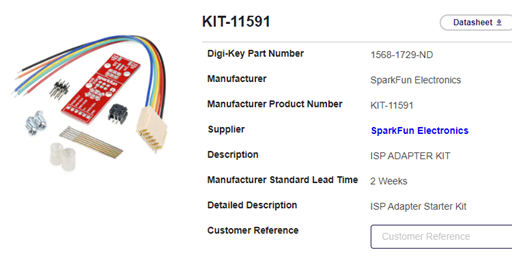 KIT-11591
Datasheet
Digi-Key Part Number 1568-1729-ND
Manufacturer SparkFun Electronics
Manufacturer Product Number KIT-11591
Supplier SparkFun Electronics
Description ISP ADAPTER KIT
Manufacturer Standard Lead Time 2 Weeks
Detailed Description ISP Adapter Starter Kit
Customer Reference Customer Reference